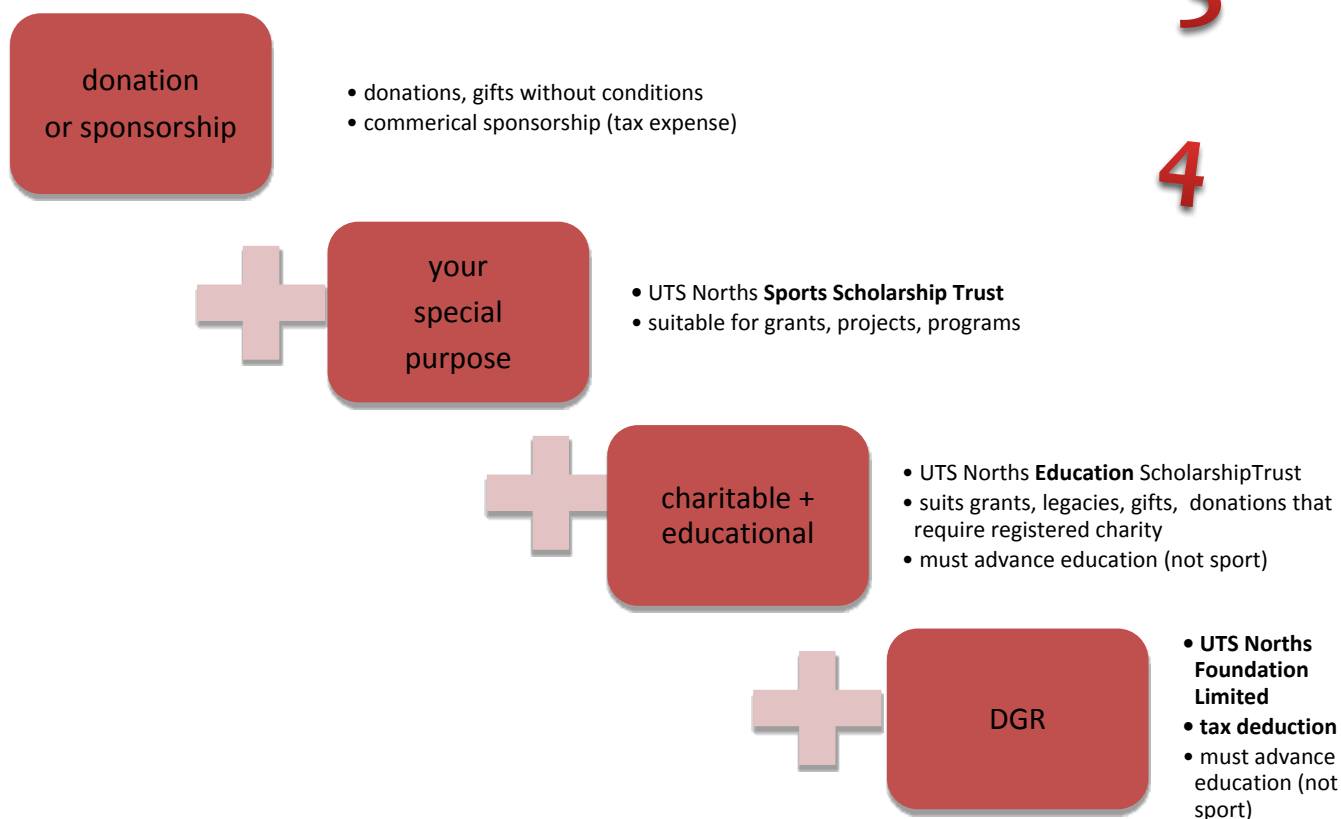 3
donation
or sponsorship
• donations, gifts without conditions
• commerical sponsorship (tax expense)
4
your
special
purpose
• UTS Norths Sports Scholarship Trust
• suitable for grants, projects, programs
charitable +
educational
• UTS Norths Education ScholarshipTrust
• suits grants, legacies, gifts, donations that
require registered charity
• must advance education (not sport)
DGR
• UTS Norths
Foundation
Limited
• tax deduction
• must advance
education (not
sport)